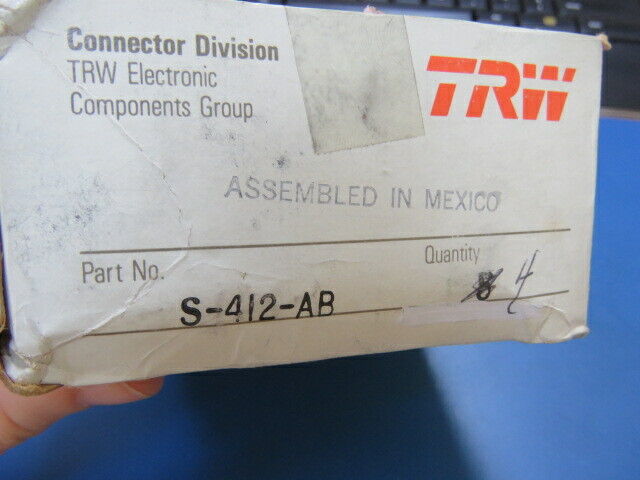 Connector Division
TRW Electronic
Components Group
TRW
ASSEMBLED IN MEXICO
Part No.
S-412-AB
Quantity
4